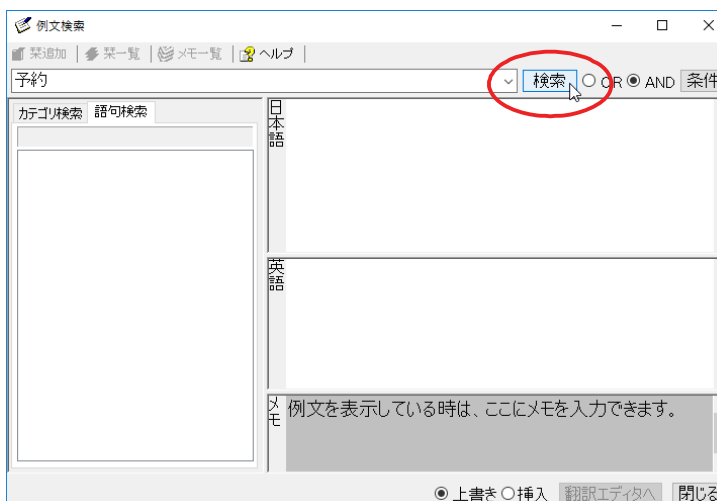 例文検索
栞追加 栞一覧 メモ一覧 ヘルプ
予約 検索 OR AND 条件
カテゴリ検索 語句検索
日本語
英語
メモ
例文を表示している時は、ここにメモを入力できます。
上書き 挿入 翻訳エディタへ 閉じる